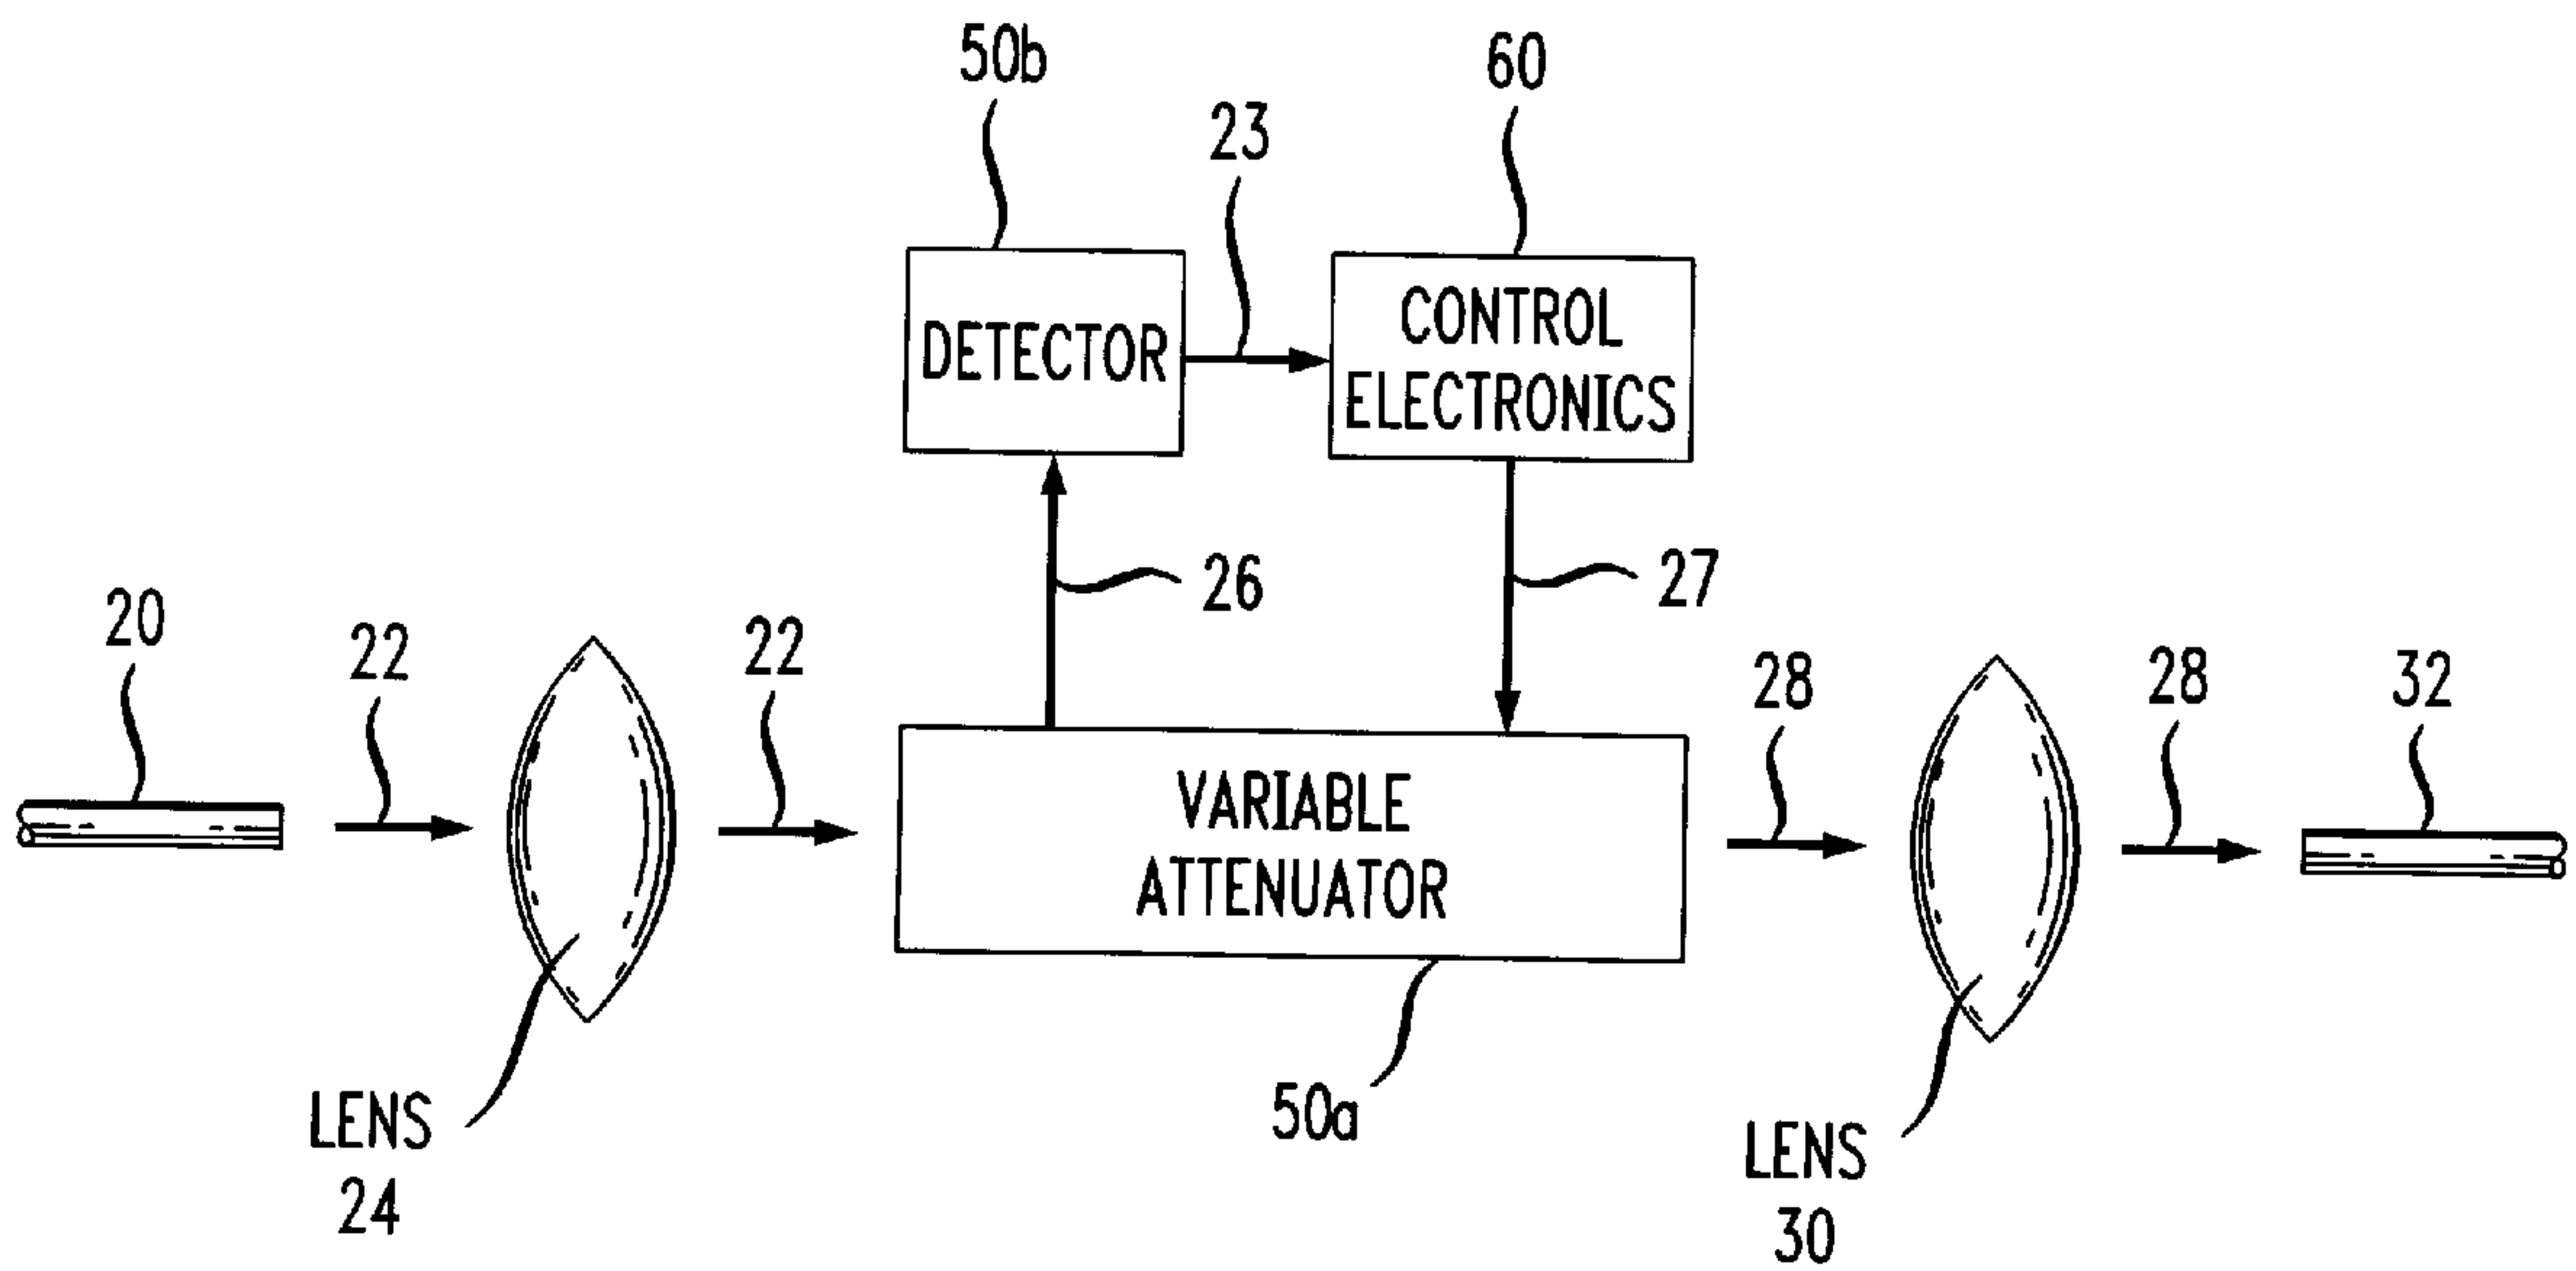 50b
60
23
DETECTOR
CONTROL
ELECTRONICS
26
27
20
22
22
28
28
32
VARIABLE
ATTENUATOR
50a
LENS
24
LENS
30